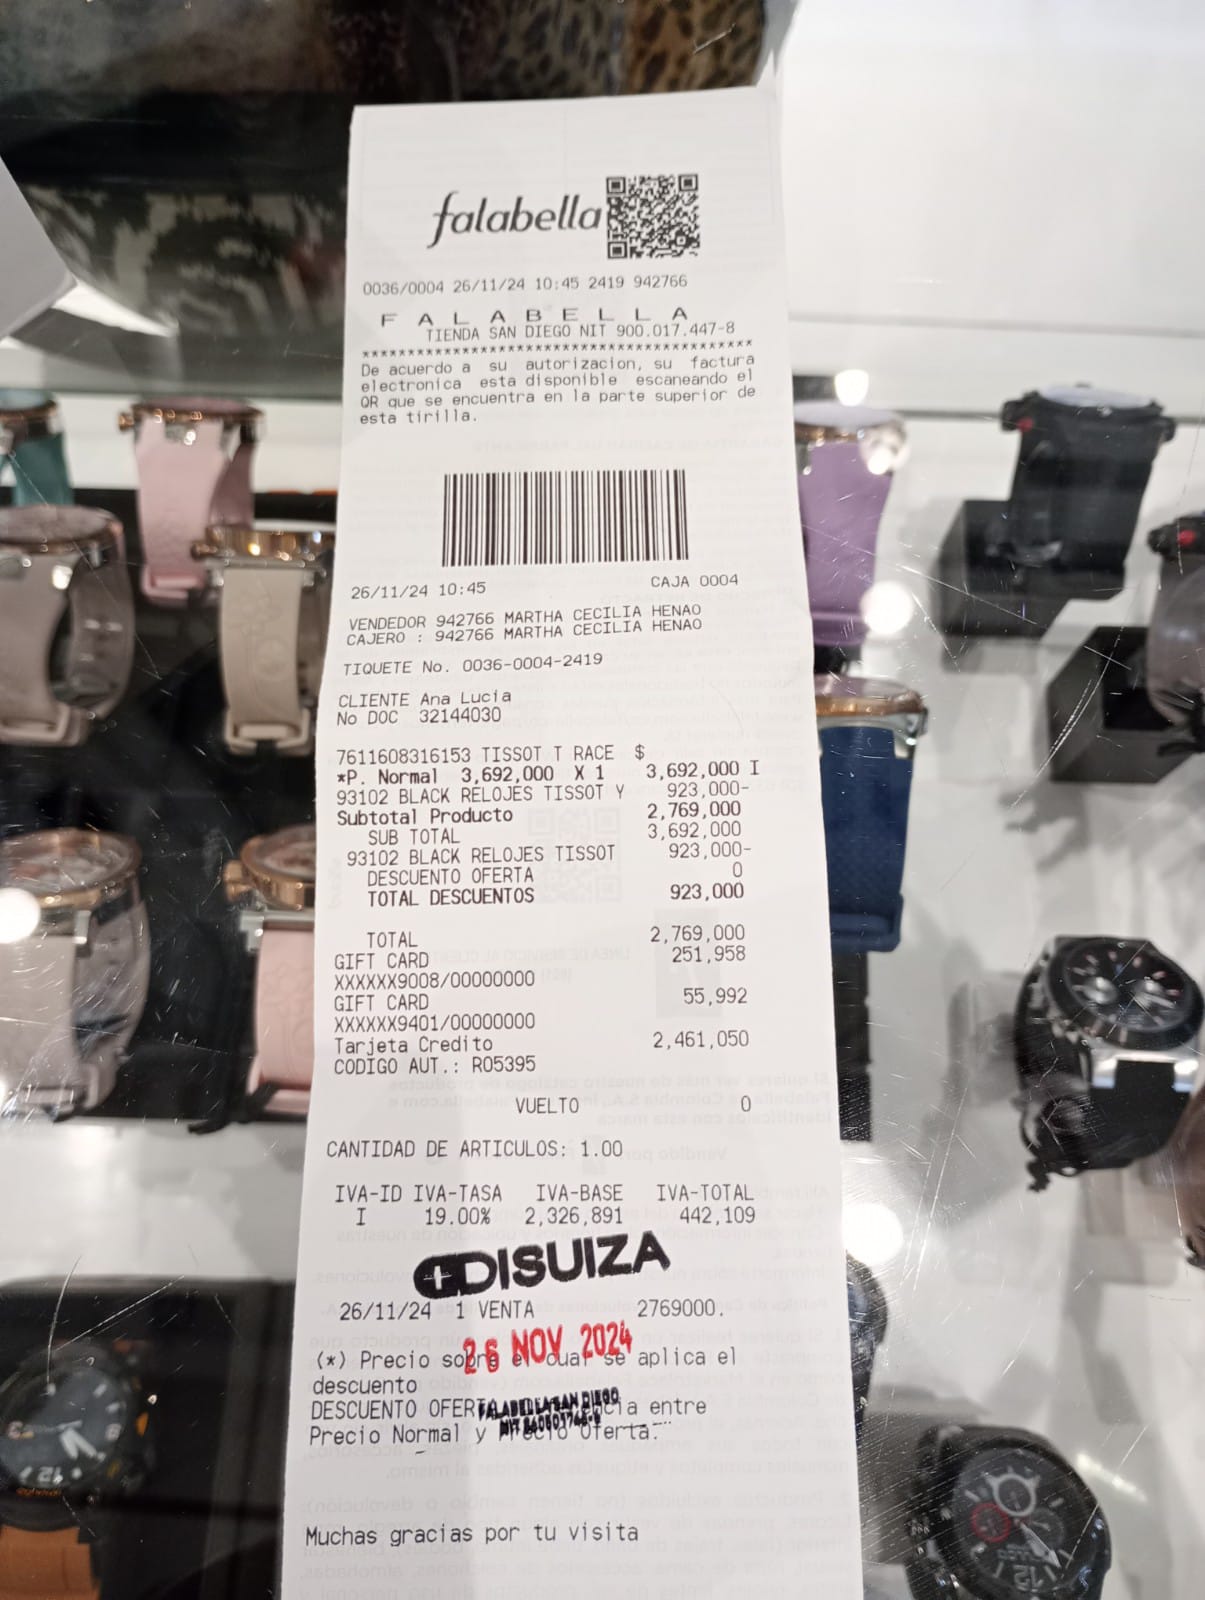 falabella
0036/0004 26/11/24 10:45 2419 942766
F A L A B E L L A
TIENDA SAN DIEGO NIT 900.017.447-8
*******************************************
De acuerdo a su autorizacion, su factura
electronica esta disponible escaneando el
QR que se encuentra en la parte superior de
esta tirilla.
26/11/24 10:45 CAJA 0004
VENDEDOR 942766 MARTHA CECILIA HENAO
CAJERO : 942766 MARTHA CECILIA HENAO
TIQUETE No. 0036-0004-2419
CLIENTE Ana Lucia
No DOC 32144030
7611608316153 TISSOT T RACE $
*P. Normal 3,692,000 X 1 3,692,000 I
93102 BLACK RELOJES TISSOT Y 923,000-
Subtotal Producto 2,769,000
SUB TOTAL 3,692,000
93102 BLACK RELOJES TISSOT 923,000-
DESCUENTO OFERTA 0
TOTAL DESCUENTOS 923,000
TOTAL 2,769,000
GIFT CARD 251,958
XXXXXX9008/00000000
GIFT CARD 55,992
XXXXXX9401/00000000
Tarjeta Credito 2,461,050
CODIGO AUT.: R05395
VUELTO 0
CANTIDAD DE ARTICULOS: 1.00
IVA-ID IVA-TASA IVA-BASE IVA-TOTAL
I 19.00% 2,326,891 442,109
DISUIZA
26/11/24 1 VENTA 2769000.
26 NOV 2024
(*) Precio sobre el cual se aplica el
descuento
FALABELLA SAN DIEGO
DESCUENTO OFERTA entre
Precio Normal y Precio Oferta.
Muchas gracias por tu visita